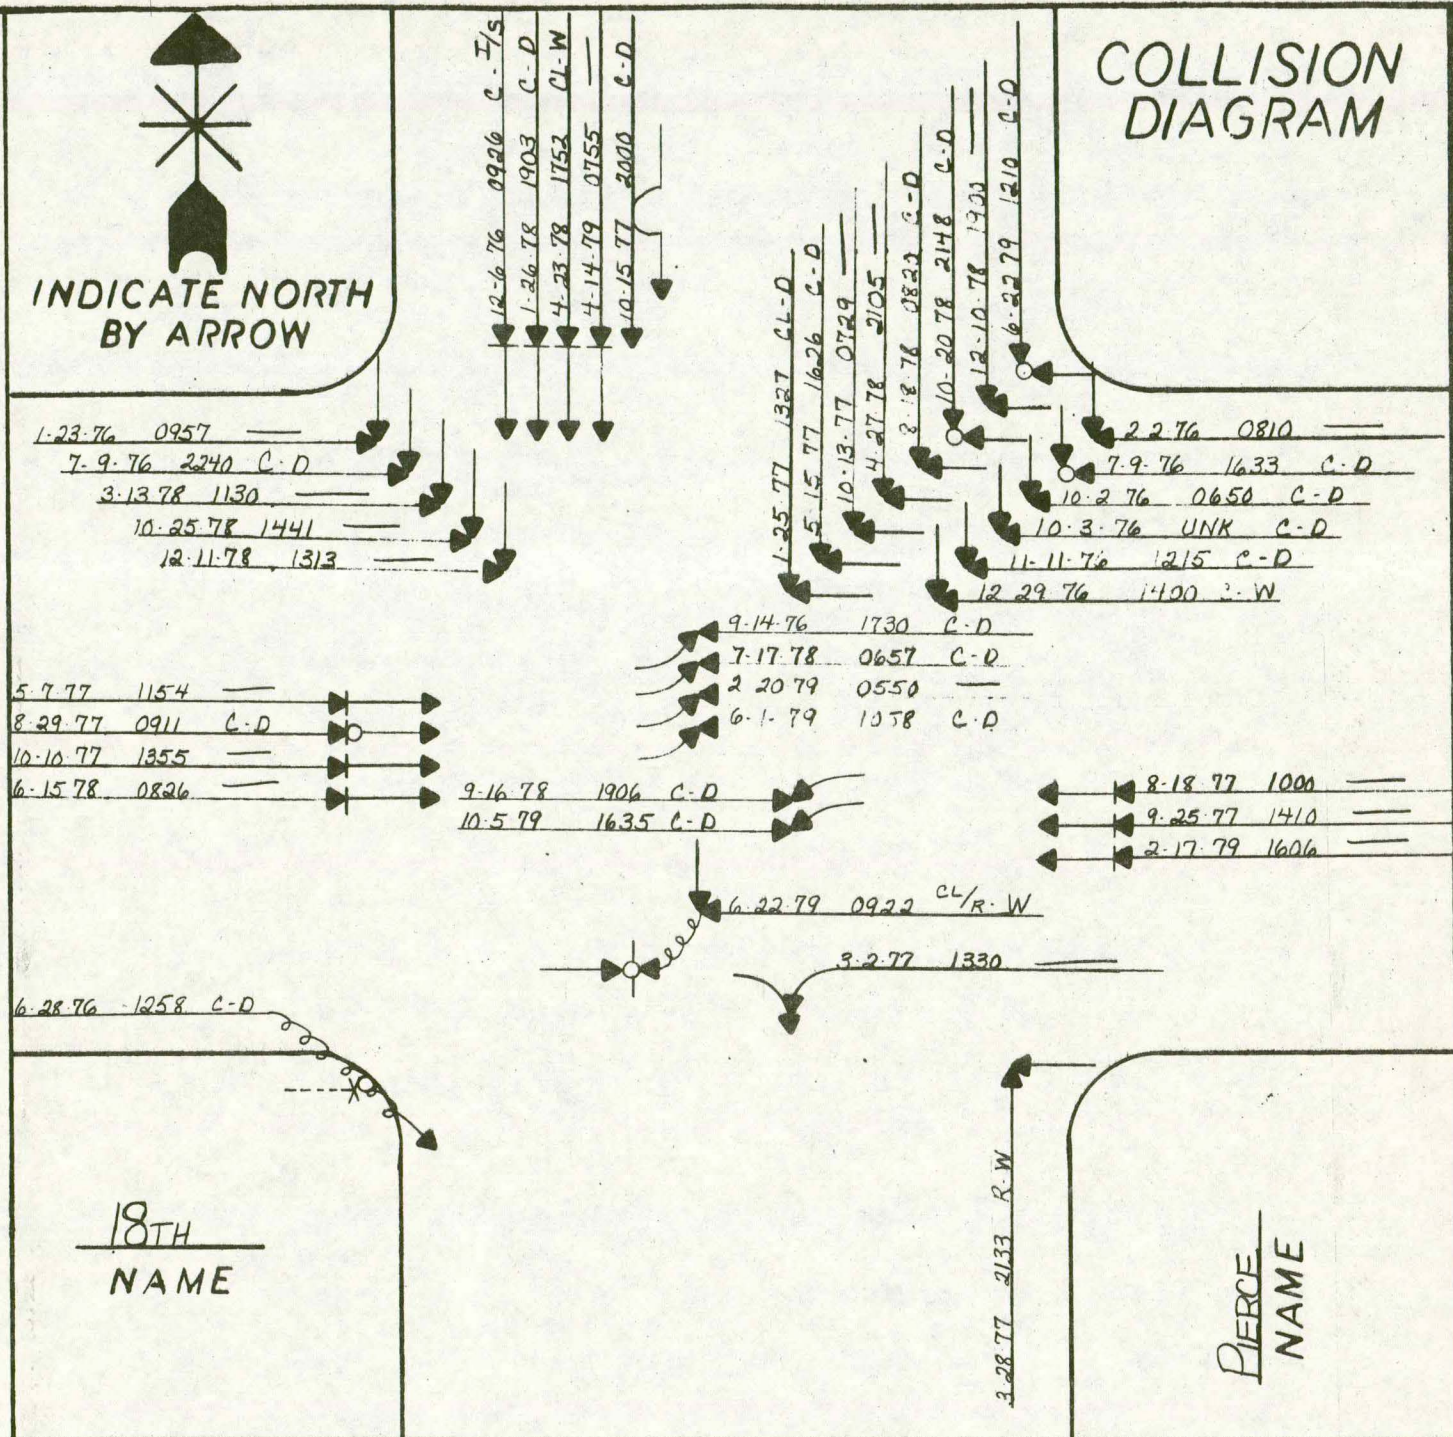 COLLISION
DIAGRAM
INDICATE NORTH
BY ARROW
12-6-76 0926 C-I/S
1-26-78 1903 C-D
4-23-78 1752 CL-W
4-14-79 0755 —
10-15-77 2000 C-D
1-25-77 1327 CL-D
5-15-77 1626 C-D
10-13-77 0729 —
4-27-78 2105 —
8-18-78 0823 C-D
10-20-78 2148 C-D
12-10-78 1900 —
6-22-79 1210 C-D
1-23-76 0957 —
7-9-76 2240 C-D
3-13-78 1130 —
10-25-78 1441 —
12-11-78 1313 —
2-2-76 0810 —
7-9-76 1633 C-D
10-2-76 0650 C-D
10-3-76 UNK C-D
11-11-76 1215 C-D
12-29-76 1400 C-W
9-14-76 1730 C-D
7-17-78 0657 C-D
2-20-79 0550 —
6-1-79 1058 C-D
5-7-77 1154 —
8-29-77 0911 C-D
10-10-77 1355 —
6-15-78 0826 —
9-16-78 1906 C-D
10-5-79 1635 C-D
8-18-77 1000 —
9-25-77 1410 —
2-17-79 1606 —
6-22-79 0922 CL/R-W
3-2-77 1330 —
6-28-76 1258 C-D
3-28-77 2133 R-W
18TH
NAME
PIERCE
NAME